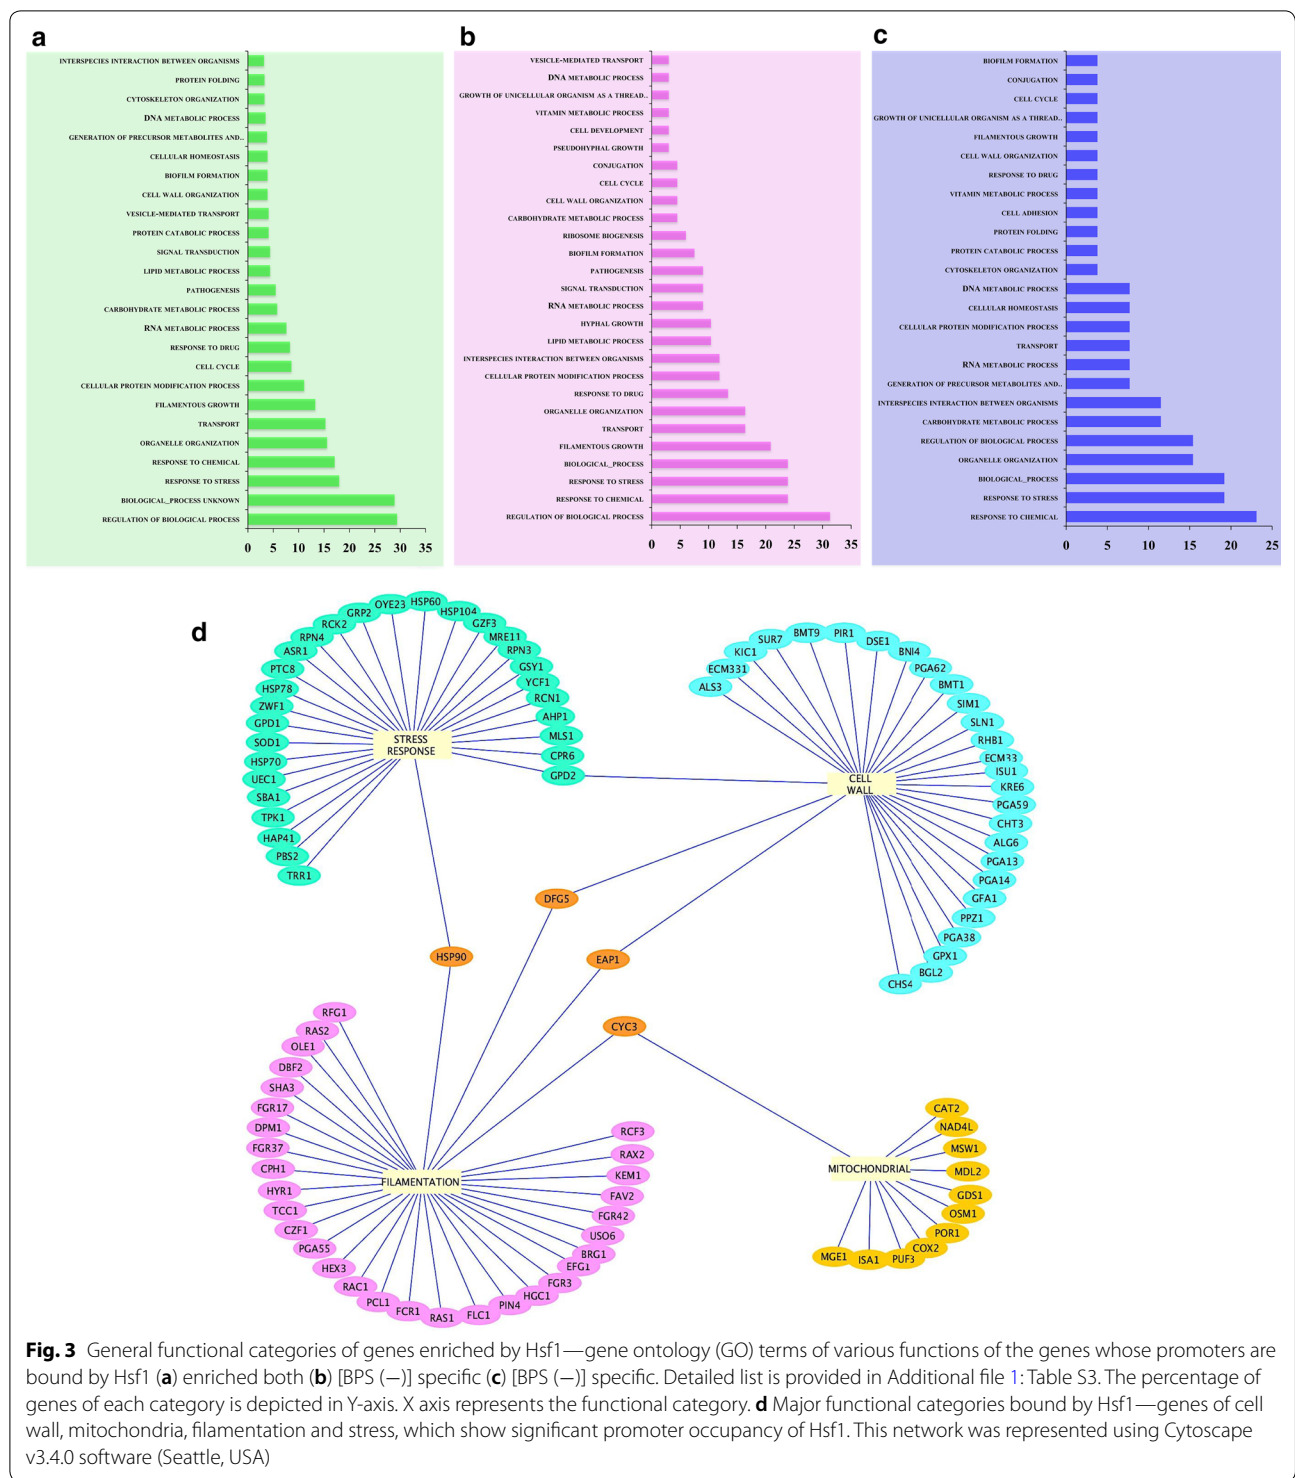 a
INTERSPECIES INTERACTION BETWEEN ORGANISMS
PROTEIN FOLDING
CYTOSKELETON ORGANIZATION
DNA METABOLIC PROCESS
GENERATION OF PRECURSOR METABOLITES AND..
CELLULAR HOMEOSTASIS
BIOFILM FORMATION
CELL WALL ORGANIZATION
VESICLE-MEDIATED TRANSPORT
PROTEIN CATABOLIC PROCESS
SIGNAL TRANSDUCTION
LIPID METABOLIC PROCESS
PATHOGENESIS
CARBOHYDRATE METABOLIC PROCESS
RNA METABOLIC PROCESS
RESPONSE TO DRUG
CELL CYCLE
CELLULAR PROTEIN MODIFICATION PROCESS
FILAMENTOUS GROWTH
TRANSPORT
ORGANELLE ORGANIZATION
RESPONSE TO CHEMICAL
RESPONSE TO STRESS
BIOLOGICAL_PROCESS UNKNOWN
REGULATION OF BIOLOGICAL PROCESS
0 5 10 15 20 25 30 35
b
VESICLE-MEDIATED TRANSPORT
DNA METABOLIC PROCESS
GROWTH OF UNICELLULAR ORGANISM AS A THREAD..
VITAMIN METABOLIC PROCESS
CELL DEVELOPMENT
PSEUDOHYPHAL GROWTH
CONJUGATION
CELL CYCLE
CELL WALL ORGANIZATION
CARBOHYDRATE METABOLIC PROCESS
RIBOSOME BIOGENESIS
BIOFILM FORMATION
PATHOGENESIS
SIGNAL TRANSDUCTION
RNA METABOLIC PROCESS
HYPHAL GROWTH
LIPID METABOLIC PROCESS
INTERSPECIES INTERACTION BETWEEN ORGANISMS
CELLULAR PROTEIN MODIFICATION PROCESS
RESPONSE TO DRUG
ORGANELLE ORGANIZATION
TRANSPORT
FILAMENTOUS GROWTH
BIOLOGICAL_PROCESS
RESPONSE TO STRESS
RESPONSE TO CHEMICAL
REGULATION OF BIOLOGICAL PROCESS
0 5 10 15 20 25 30 35
c
BIOFILM FORMATION
CONJUGATION
CELL CYCLE
GROWTH OF UNICELLULAR ORGANISM AS A THREAD..
FILAMENTOUS GROWTH
CELL WALL ORGANIZATION
RESPONSE TO DRUG
VITAMIN METABOLIC PROCESS
CELL ADHESION
PROTEIN FOLDING
PROTEIN CATABOLIC PROCESS
CYTOSKELETON ORGANIZATION
DNA METABOLIC PROCESS
CELLULAR HOMEOSTASIS
CELLULAR PROTEIN MODIFICATION PROCESS
TRANSPORT
RNA METABOLIC PROCESS
GENERATION OF PRECURSOR METABOLITES AND..
INTERSPECIES INTERACTION BETWEEN ORGANISMS
CARBOHYDRATE METABOLIC PROCESS
REGULATION OF BIOLOGICAL PROCESS
ORGANELLE ORGANIZATION
BIOLOGICAL_PROCESS
RESPONSE TO STRESS
RESPONSE TO CHEMICAL
0 5 10 15 20 25
d
TRR1
PBS2
HAP41
TPK1
SBA1
UEC1
HSP70
SOD1
GPD1
ZWF1
HSP78
PTC8
ASR1
RPN4
RCK2
GRP2
OYE23
HSP60
HSP104
GZF3
MRE11
RPN3
GSY1
YCF1
RCN1
AHP1
MLS1
CPR6
GPD2
STRESS
RESPONSE
ALS3
ECM331
KIC1
SUR7
BMT9
PIR1
DSE1
BNI4
PGA62
BMT1
SIM1
SLN1
RHB1
ECM33
ISU1
KRE6
PGA59
CHT3
ALG6
PGA13
PGA14
GFA1
PPZ1
PGA38
GPX1
BGL2
CHS4
CELL
WALL
DFG5
HSP90
EAP1
CYC3
RFG1
RAS2
OLE1
DBF2
SHA3
FGR17
DPM1
FGR37
CPH1
HYR1
TCC1
CZF1
PGA55
HEX3
RAC1
PCL1
FCR1
RAS1
FLC1
PIN4
HGC1
FGR3
EFG1
BRG1
USO6
FGR42
FAV2
KEM1
RAX2
RCF3
FILAMENTATION
MITOCHONDRIAL
CAT2
NAD4L
MSW1
MDL2
GDS1
OSM1
POR1
COX2
PUF3
ISA1
MGE1
Fig. 3 General functional categories of genes enriched by Hsf1—gene ontology (GO) terms of various functions of the genes whose promoters are
bound by Hsf1 (a) enriched both (b) [BPS (−)] specific (c) [BPS (−)] specific. Detailed list is provided in Additional file 1: Table S3. The percentage of
genes of each category is depicted in Y-axis. X axis represents the functional category. d Major functional categories bound by Hsf1—genes of cell
wall, mitochondria, filamentation and stress, which show significant promoter occupancy of Hsf1. This network was represented using Cytoscape
v3.4.0 software (Seattle, USA)